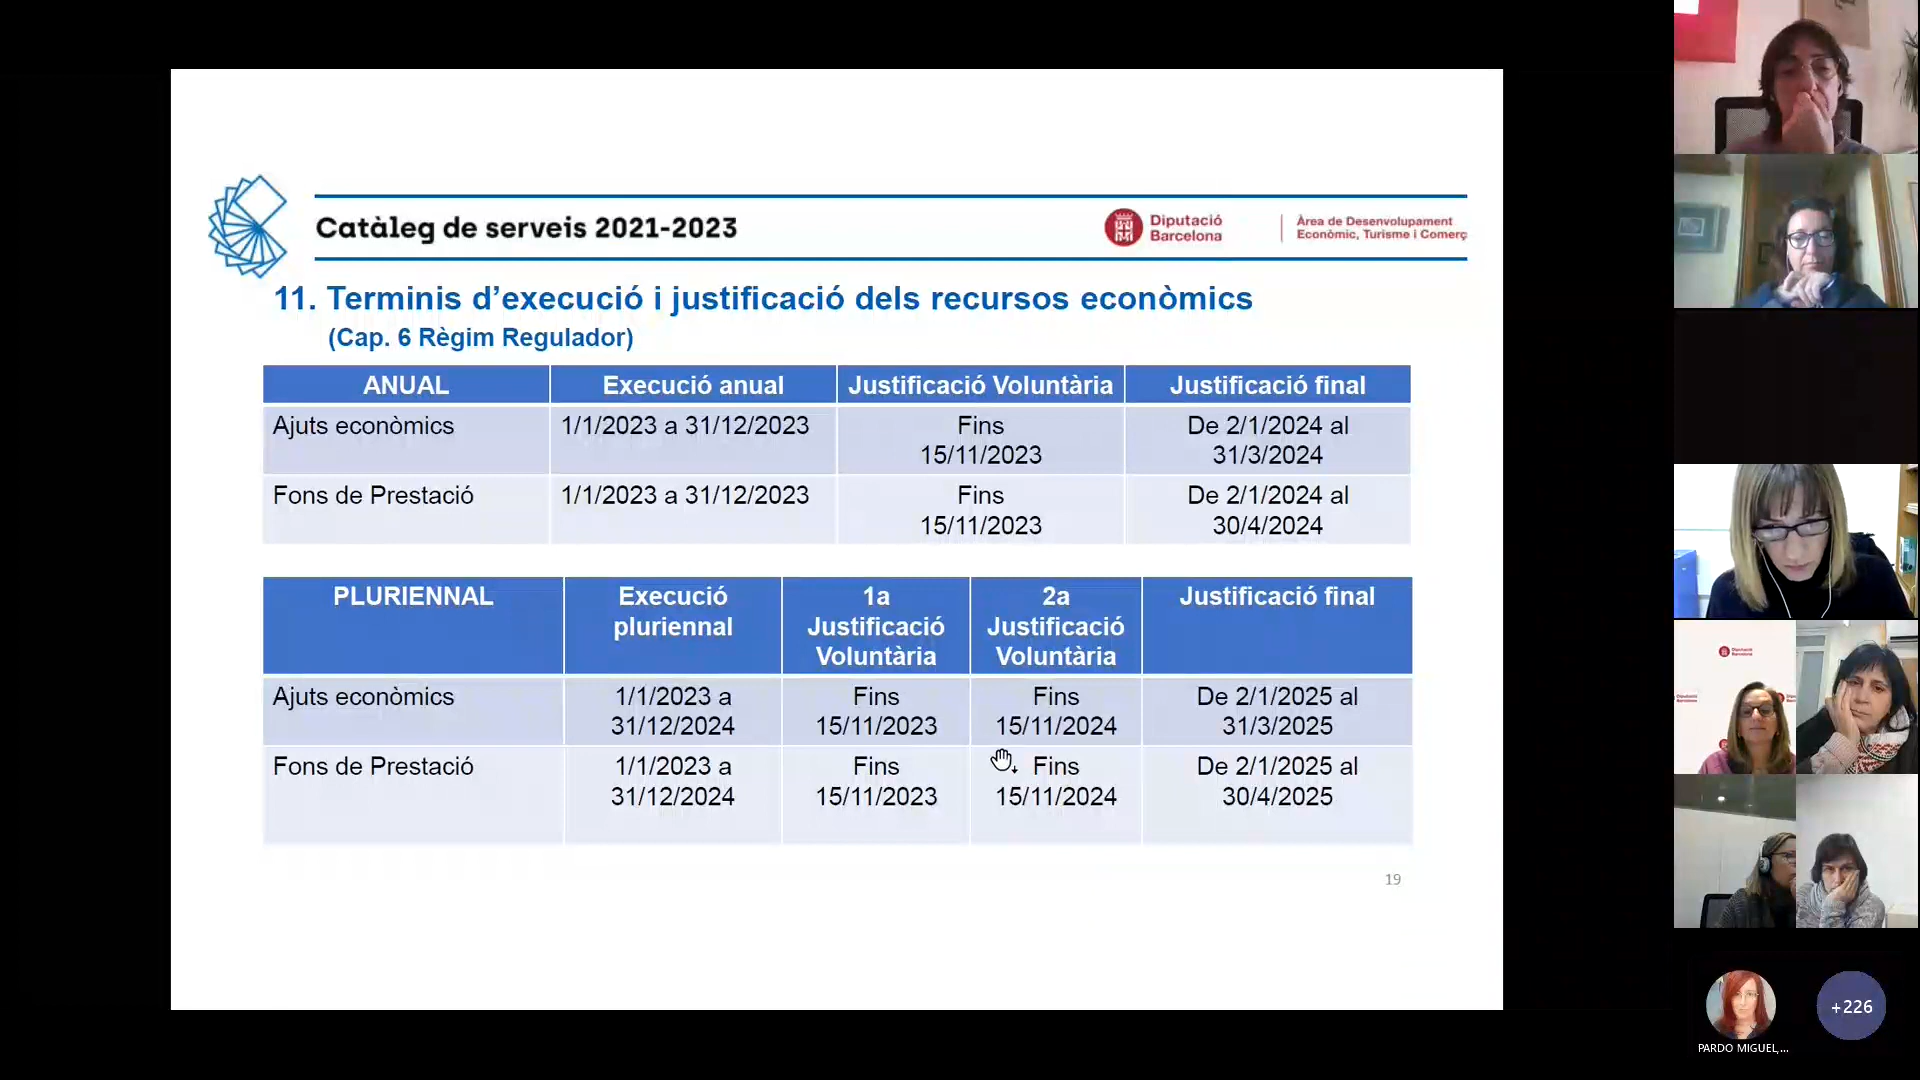 Catàleg de serveis 2021-2023
Diputació
Barcelona
Àrea de Desenvolupament
Econòmic, Turisme i Comerç
11. Terminis d’execució i justificació dels recursos econòmics
(Cap. 6 Règim Regulador)
ANUAL Execució anual Justificació Voluntària Justificació final
Ajuts econòmics 1/1/2023 a 31/12/2023 Fins De 2/1/2024 al
15/11/2023 31/3/2024
Fons de Prestació 1/1/2023 a 31/12/2023 Fins De 2/1/2024 al
15/11/2023 30/4/2024
PLURIENNAL Execució 1a 2a Justificació final
pluriennal Justificació Justificació
Voluntària Voluntària
Ajuts econòmics 1/1/2023 a Fins Fins De 2/1/2025 al
31/12/2024 15/11/2023 15/11/2024 31/3/2025
Fons de Prestació 1/1/2023 a Fins Fins De 2/1/2025 al
31/12/2024 15/11/2023 15/11/2024 30/4/2025
19
Diputació
Barcelona
+226
PARDO MIGUEL,...